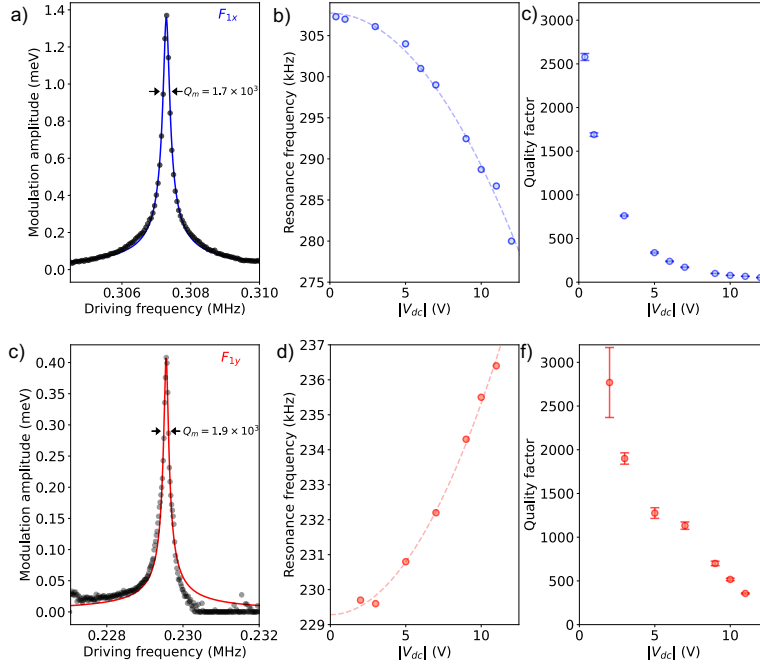 a)
F1x
Qm = 1.7 × 10³
Modulation amplitude (meV)
1.4
1.2
1.0
0.8
0.6
0.4
0.2
0.0
0.306
0.308
0.310
Driving frequency (MHz)
b)
Resonance frequency (kHz)
305
300
295
290
285
280
275
0
5
10
|Vdc| (V)
c)
Quality factor
2500
2000
1500
1000
500
0
0
5
10
|Vdc| (V)
c)
F1y
Qm = 1.9 × 10³
Modulation amplitude (meV)
0.40
0.35
0.30
0.25
0.20
0.15
0.10
0.05
0.00
0.228
0.230
0.232
Driving frequency (MHz)
d)
Resonance frequency (kHz)
237
236
235
234
233
232
231
230
229
0
5
10
|Vdc| (V)
f)
Quality factor
3000
2500
2000
1500
1000
500
0
0
5
10
|Vdc| (V)